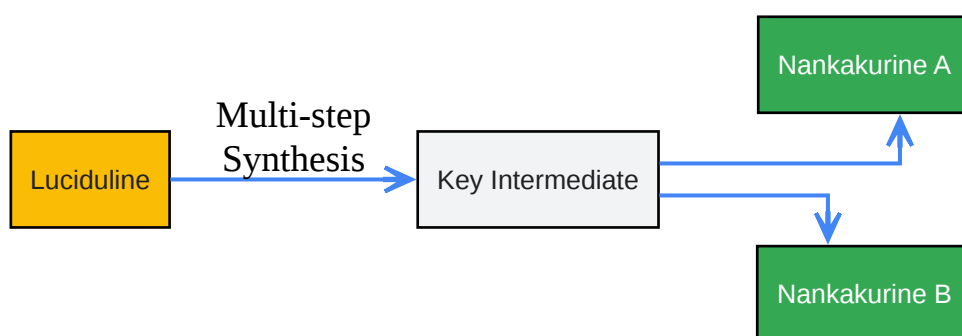 Nankakurine A
Multi-step
Synthesis
Luciduline
Key Intermediate
Nankakurine B